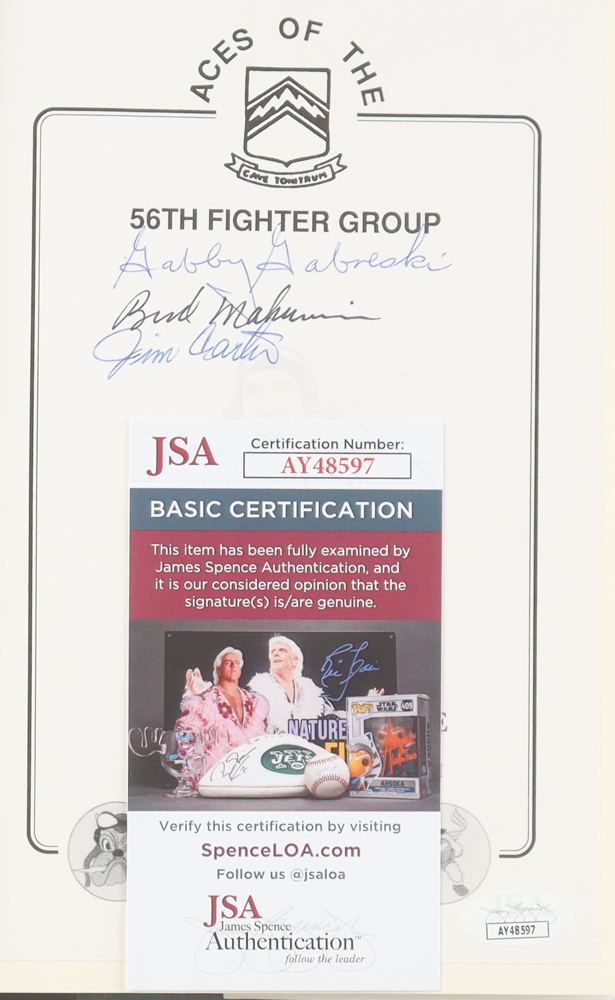 ACES OF THE
CAVE TONITRUM
56TH FIGHTER GROUP
Gabby Gabreski
Bud Mahurin
Jim Carter
JSA
Certification Number:
AY48597
BASIC CERTIFICATION
This item has been fully examined by
James Spence Authentication, and
it is our considered opinion that the
signature(s) is/are genuine.
NATURE
JETS
POP!
STAR
WARS
409
AHSOKA
Verify this certification by visiting
SpenceLOA.com
Follow us @jsaloa
JSA
James Spence
Authentication™
follow the leader
E
AY48597